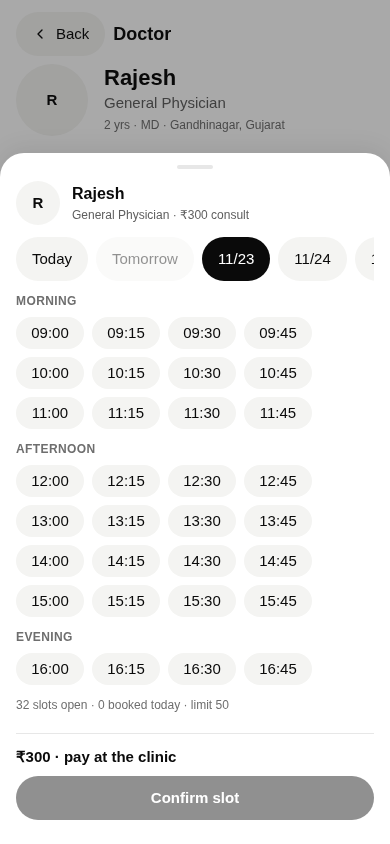 Back Doctor
R
Rajesh
General Physician
2 yrs · MD · Gandhinagar, Gujarat
R
Rajesh
General Physician · ₹300 consult
Today Tomorrow 11/23 11/24
MORNING
09:00 09:15 09:30 09:45
10:00 10:15 10:30 10:45
11:00 11:15 11:30 11:45
AFTERNOON
12:00 12:15 12:30 12:45
13:00 13:15 13:30 13:45
14:00 14:15 14:30 14:45
15:00 15:15 15:30 15:45
EVENING
16:00 16:15 16:30 16:45
32 slots open · 0 booked today · limit 50
₹300 · pay at the clinic
Confirm slot